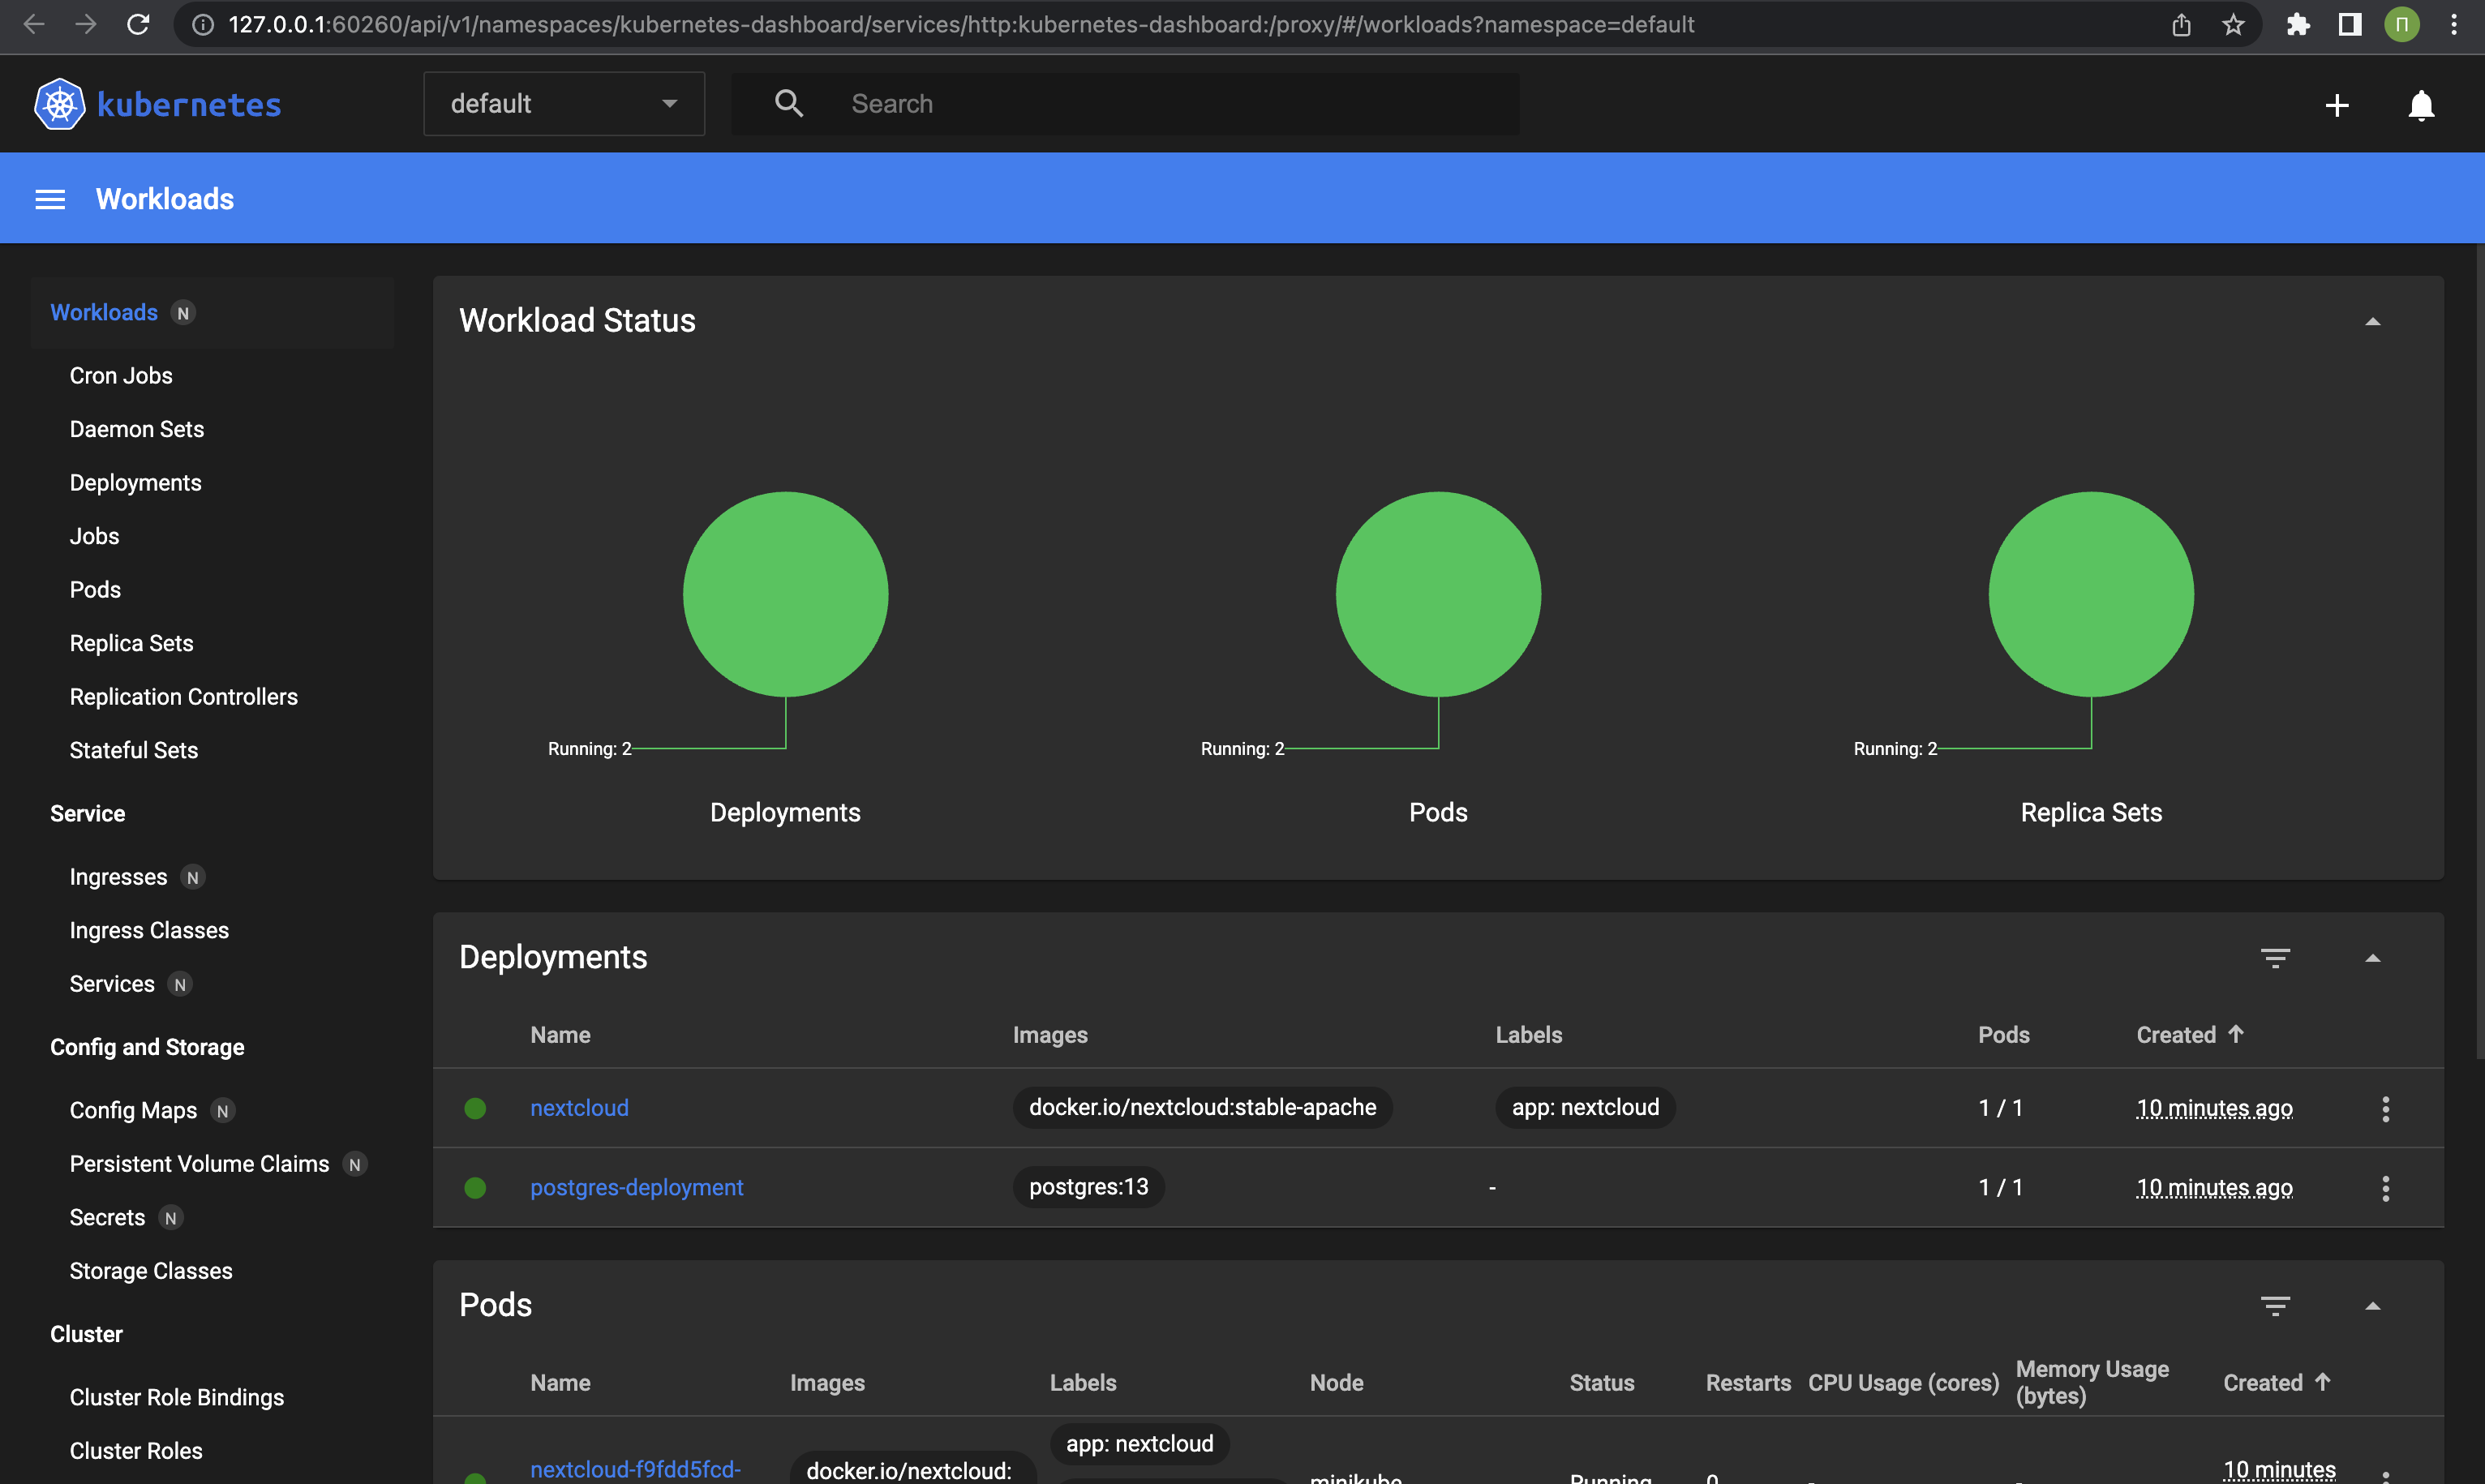 127.0.0.1:60260/api/v1/namespaces/kubernetes-dashboard/services/http:kubernetes-dashboard:/proxy/#/workloads?namespace=default
П
kubernetes
default
Search
Workloads
Workloads N
Cron Jobs
Daemon Sets
Deployments
Jobs
Pods
Replica Sets
Replication Controllers
Stateful Sets
Service
Ingresses N
Ingress Classes
Services N
Config and Storage
Config Maps N
Persistent Volume Claims N
Secrets N
Storage Classes
Cluster
Cluster Role Bindings
Cluster Roles
Workload Status
Running: 2 Running: 2 Running: 2
Deployments Pods Replica Sets
Deployments
Name Images Labels Pods Created
nextcloud docker.io/nextcloud:stable-apache app: nextcloud 1 / 1 10 minutes ago
postgres-deployment postgres:13 - 1 / 1 10 minutes ago
Pods
Name Images Labels Node Status Restarts CPU Usage (cores) Memory Usage (bytes) Created
app: nextcloud
nextcloud-f9fdd5fcd- docker.io/nextcloud: minikube Running 0 - - 10 minutes